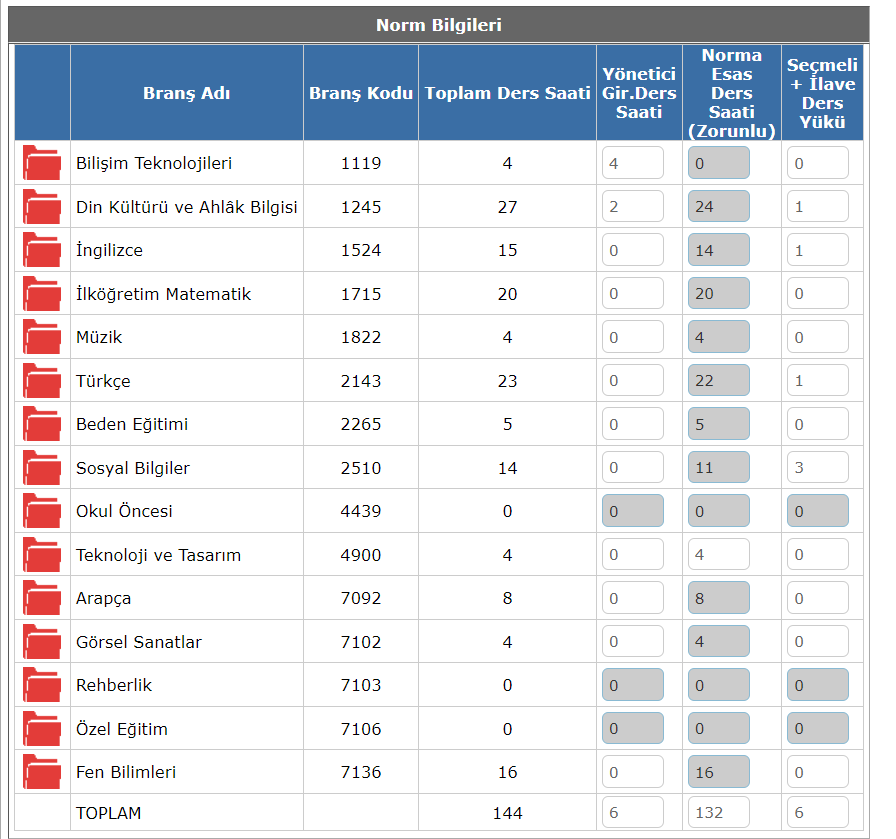 Norm Bilgileri
Branş Adı Branş Kodu Toplam Ders Saati Yönetici Gir.Ders Saati Norma Esas Ders Saati (Zorunlu) Seçmeli + İlave Ders Yükü
Bilişim Teknolojileri 1119 4 4 0 0
Din Kültürü ve Ahlâk Bilgisi 1245 27 2 24 1
İngilizce 1524 15 0 14 1
İlköğretim Matematik 1715 20 0 20 0
Müzik 1822 4 0 4 0
Türkçe 2143 23 0 22 1
Beden Eğitimi 2265 5 0 5 0
Sosyal Bilgiler 2510 14 0 11 3
Okul Öncesi 4439 0 0 0 0
Teknoloji ve Tasarım 4900 4 0 4 0
Arapça 7092 8 0 8 0
Görsel Sanatlar 7102 4 0 4 0
Rehberlik 7103 0 0 0 0
Özel Eğitim 7106 0 0 0 0
Fen Bilimleri 7136 16 0 16 0
TOPLAM 144 6 132 6